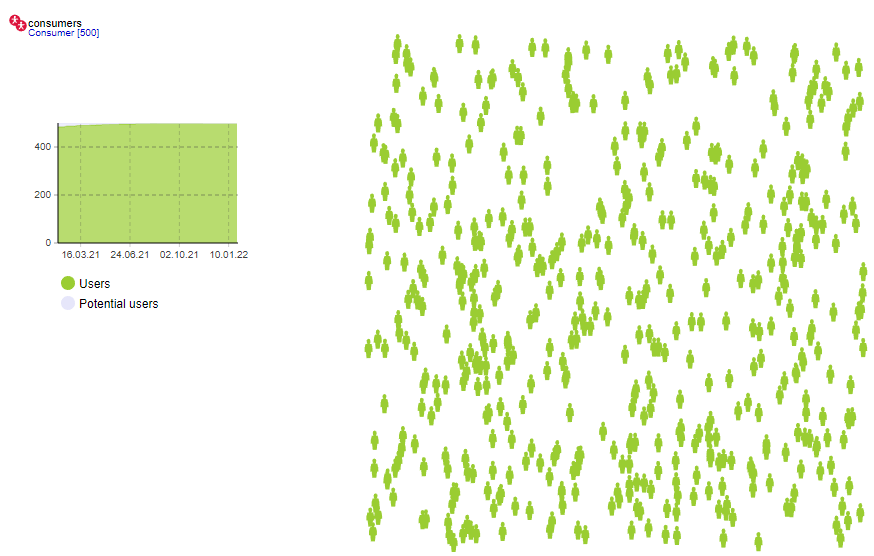 consumers
Consumer [500]
400
200
0
16.03.21 24.06.21 02.10.21 10.01.22
Users
Potential users